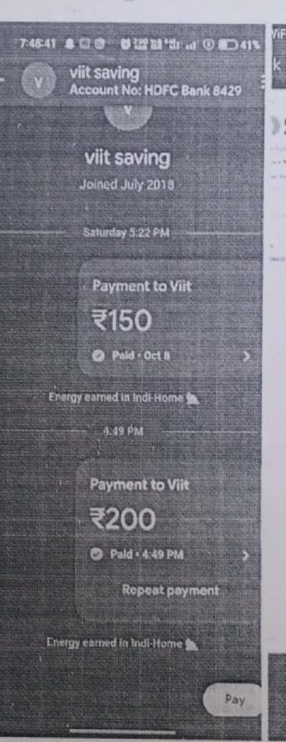 7:48:41 41%
V
viit saving
Account No: HDFC Bank 8429
V
viit saving
Joined July 2018
Saturday 5:22 PM
Payment to Viit
₹150
Paid • Oct 8
Energy earned in Indi-Home
4:49 PM
Payment to Viit
₹200
Paid • 4:49 PM
Repeat payment
Energy earned in Indi-Home
Pay